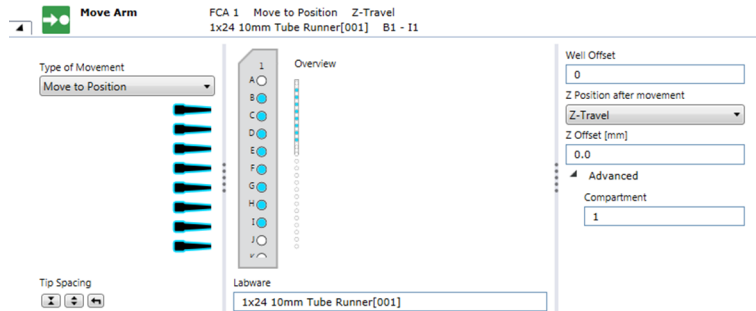 Move Arm FCA 1 Move to Position Z-Travel
1x24 10mm Tube Runner[001] B1 - I1
Type of Movement
Move to Position
1
A
B
C
D
E
F
G
H
I
J
Overview
Well Offset
0
Z Position after movement
Z-Travel
Z Offset [mm]
0.0
Advanced
Compartment
1
Tip Spacing
Labware
1x24 10mm Tube Runner[001]